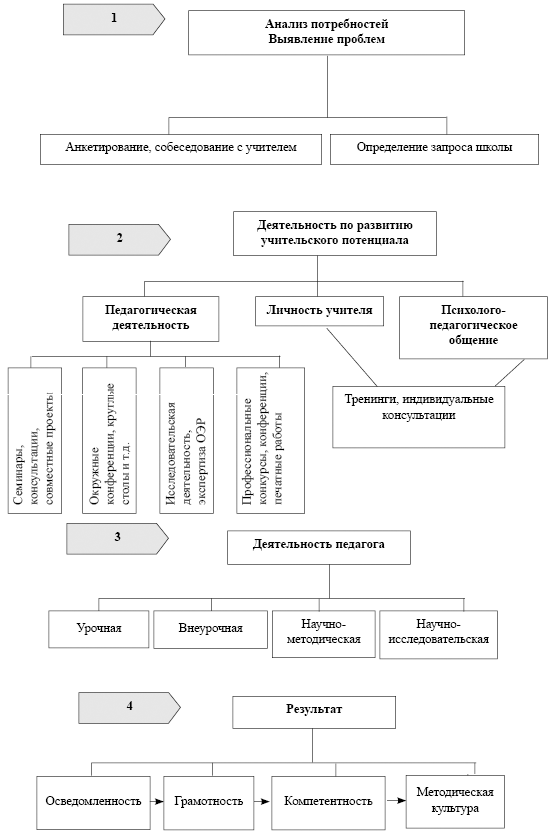 1
Анализ потребностей
Выявление проблем
Анкетирование, собеседование с учителем
Определение запроса школы
2
Деятельность по развитию
учительского потенциала
Педагогическая
деятельность
Личность учителя
Психолого-
педагогическое
общение
Семинары,
консультации,
совместные проекты
Окружные
конференции, круглые
столы и т.д.
Исследовательская
деятельность,
экспертиза ОЭР
Профессиональные
конкурсы, конференции,
печатные работы
Тренинги, индивидуальные
консультации
3
Деятельность педагога
Урочная
Внеурочная
Научно-
методическая
Научно-
исследовательская
4
Результат
Осведомленность
Грамотность
Компетентность
Методическая
культура